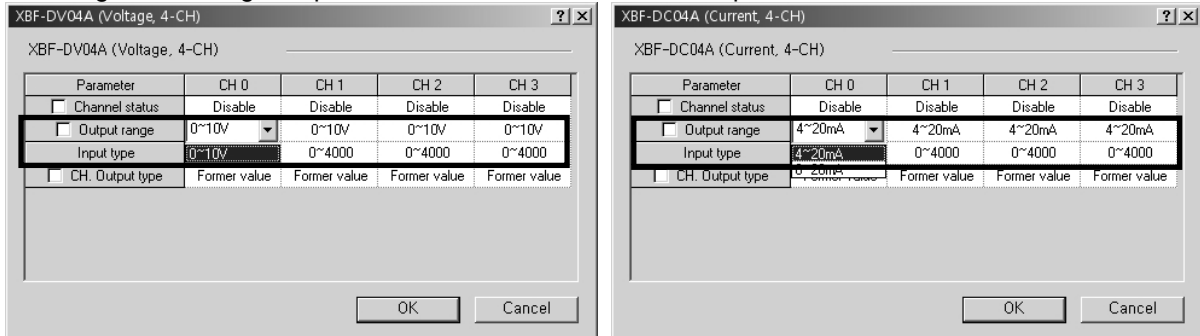 XBF-DV04A (Voltage, 4-CH)
XBF-DV04A (Voltage, 4-CH)
Parameter CH 0 CH 1 CH 2 CH 3
Channel status Disable Disable Disable Disable
Output range 0~10V 0~10V 0~10V 0~10V
Input type 0~10V 0~4000 0~4000 0~4000
CH. Output type Former value Former value Former value Former value
OK Cancel
XBF-DC04A (Current, 4-CH)
XBF-DC04A (Current, 4-CH)
Parameter CH 0 CH 1 CH 2 CH 3
Channel status Disable Disable Disable Disable
Output range 4~20mA 4~20mA 4~20mA 4~20mA
Input type 4~20mA 0~4000 0~4000 0~4000
CH. Output type Former value Former value Former value
OK Cancel